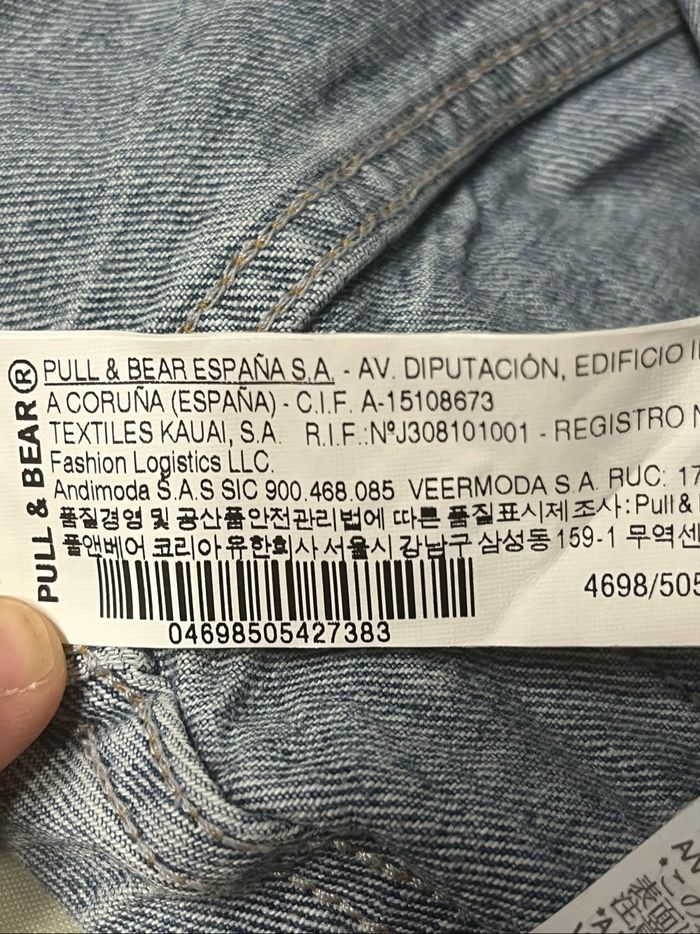 PULL & BEAR®
PULL & BEAR ESPAÑA S.A. - AV. DIPUTACIÓN, EDIFICIO
A CORUÑA (ESPAÑA) - C.I.F. A-15108673
TEXTILES KAUAI, S.A. R.I.F.:NºJ308101001 - REGISTRO
Fashion Logistics LLC.
Andimoda S.A.S SIC 900.468.085 VEERMODA S.A. RUC: 17
품질경영 및 공산품안전관리법에 따른 품질표시제조사:Pull &
풀앤베어 코리아유한회사 서울시 강남구 삼성동 159-1 무역센
4698/505
04698505427383